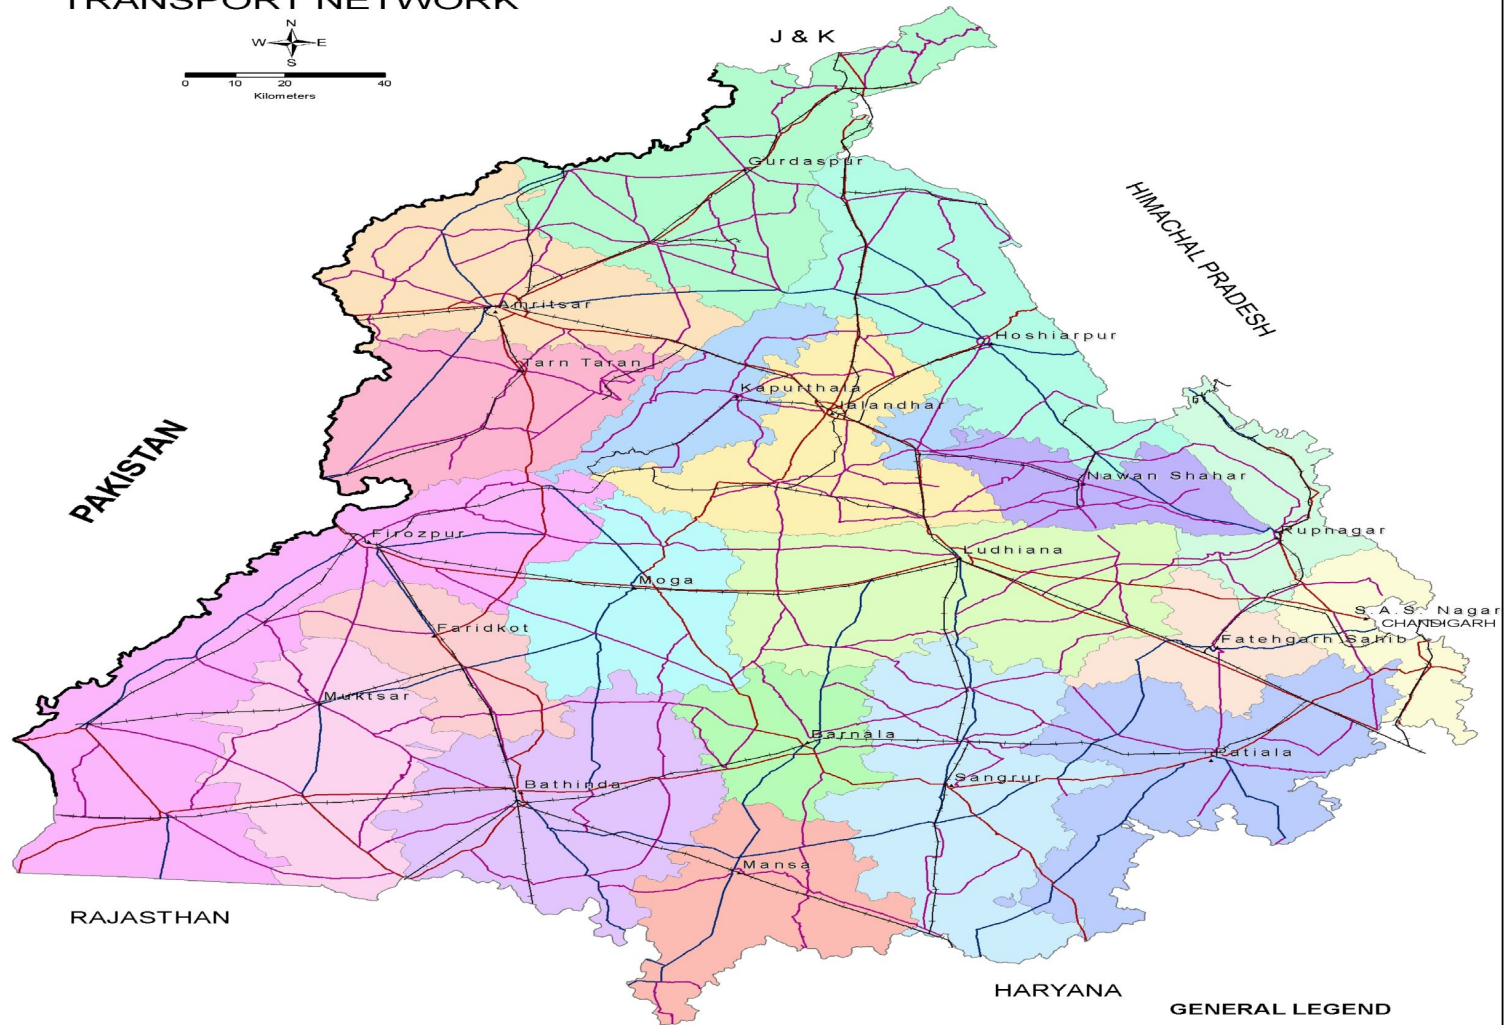 TRANSPORT NETWORK
N
W E
S
0 10 20 40
Kilometers
J & K
Gurdaspur
HIMACHAL PRADESH
Amritsar
Hoshiarpur
Tarn Taran
Kapurthala
Jalandhar
PAKISTAN
Nawan Shahar
Firozpur
Rupnagar
Ludhiana
Moga
S.A.S. Nagar
CHANDIGARH
Faridkot
Fatehgarh Sahib
Muktsar
Barnala
Patiala
Sangrur
Bathinda
Mansa
RAJASTHAN
HARYANA
GENERAL LEGEND